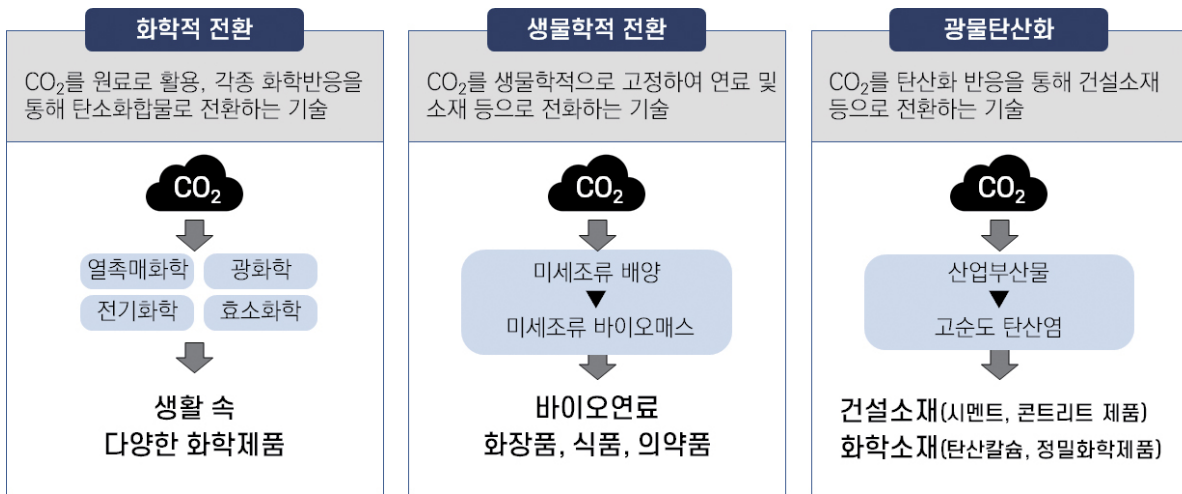 화학적 전환
CO₂를 원료로 활용, 각종 화학반응을
통해 탄소화합물로 전환하는 기술
CO₂
열촉매화학
광화학
전기화학
효소화학
생활 속
다양한 화학제품
생물학적 전환
CO₂를 생물학적으로 고정하여 연료 및
소재 등으로 전화하는 기술
CO₂
미세조류 배양
▼
미세조류 바이오매스
바이오연료
화장품, 식품, 의약품
광물탄산화
CO₂를 탄산화 반응을 통해 건설소재
등으로 전환하는 기술
CO₂
산업부산물
▼
고순도 탄산염
건설소재(시멘트, 콘트리트 제품)
화학소재(탄산칼슘, 정밀화학제품)